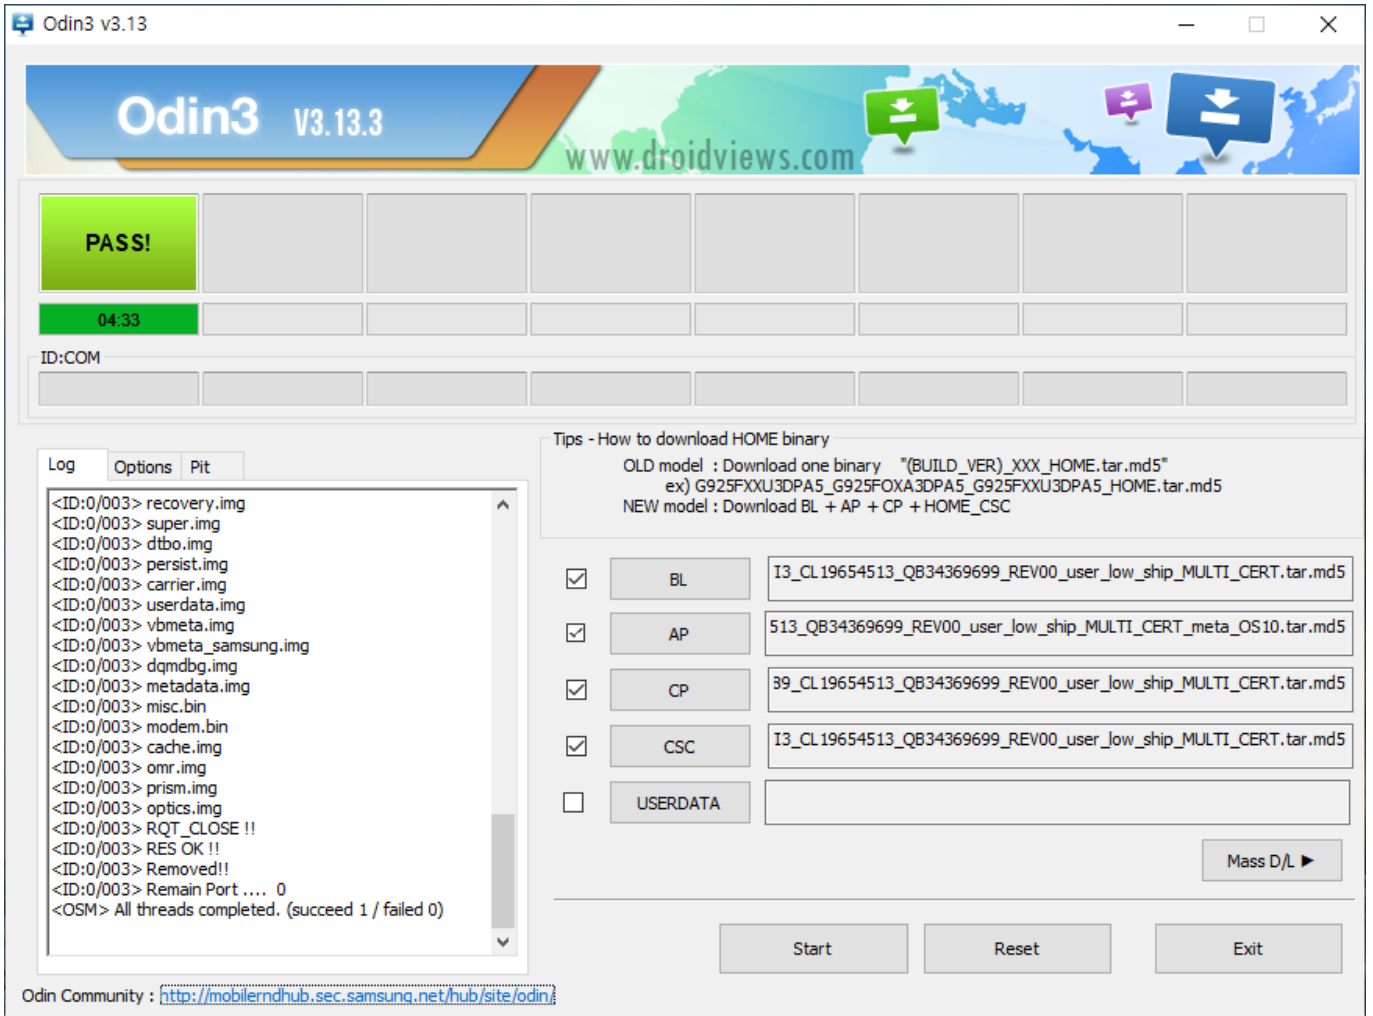 Odin3 v3.13
Odin3 V3.13.3
www.droidviews.com
PASS!
04:33
ID:COM
Log Options Pit
<ID:0/003> recovery.img
<ID:0/003> super.img
<ID:0/003> dtbo.img
<ID:0/003> persist.img
<ID:0/003> carrier.img
<ID:0/003> userdata.img
<ID:0/003> vbmeta.img
<ID:0/003> vbmeta_samsung.img
<ID:0/003> dqmdbg.img
<ID:0/003> metadata.img
<ID:0/003> misc.bin
<ID:0/003> modem.bin
<ID:0/003> cache.img
<ID:0/003> omr.img
<ID:0/003> prism.img
<ID:0/003> optics.img
<ID:0/003> RQT_CLOSE !!
<ID:0/003> RES OK !!
<ID:0/003> Removed!!
<ID:0/003> Remain Port .... 0
<OSM> All threads completed. (succeed 1 / failed 0)
Tips - How to download HOME binary
OLD model : Download one binary "(BUILD_VER)_XXX_HOME.tar.md5"
ex) G925FXXU3DPA5_G925FOXA3DPA5_G925FXXU3DPA5_HOME.tar.md5
NEW model : Download BL + AP + CP + HOME_CSC
BL I3_CL19654513_QB34369699_REV00_user_low_ship_MULTI_CERT.tar.md5
AP 513_QB34369699_REV00_user_low_ship_MULTI_CERT_meta_OS10.tar.md5
CP 39_CL19654513_QB34369699_REV00_user_low_ship_MULTI_CERT.tar.md5
CSC I3_CL19654513_QB34369699_REV00_user_low_ship_MULTI_CERT.tar.md5
USERDATA
Mass D/L
Start Reset Exit
Odin Community : http://mobilerndhub.sec.samsung.net/hub/site/odin/